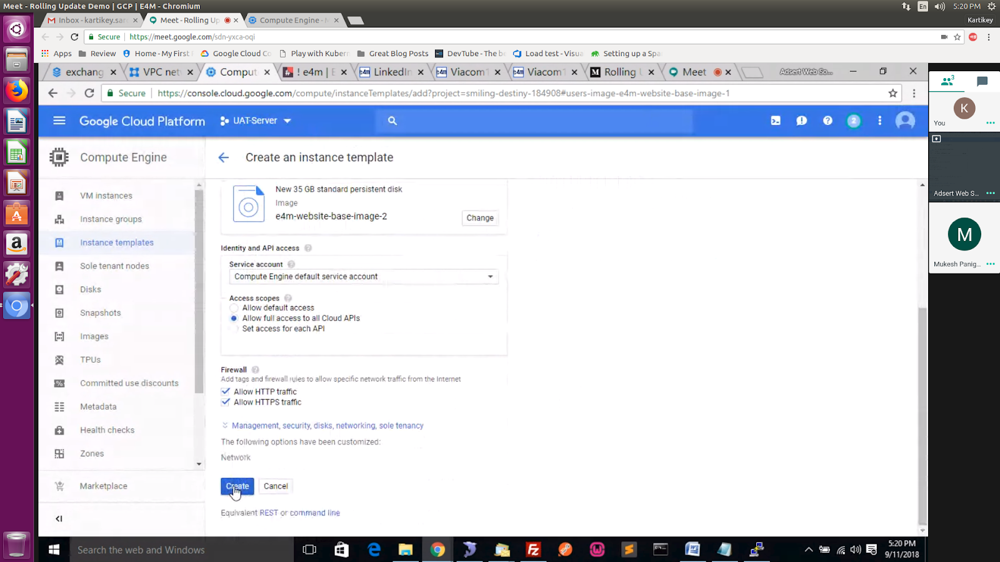 Meet - Rolling Update Demo | GCP | E4M - Chromium
En
5:20 PM
Inbox - kartikey.sar
Meet - Rolling Up
Compute Engine - M
Kartikey
Secure
https://meet.google.com/sdn-yxca-oqi
Apps
Review
Home - My First
Google Cloud Co
Play with Kubern
Great Blog Posts
DevTube - The be
Load test - Visua
Setting up a Spa
exchang
VPC net
Comput
! e4m | E
LinkedIn
Viacom1
Viacom1
Rolling U
Meet
Adsert Web So...
Secure
https://console.cloud.google.com/compute/instanceTemplates/add?project=smiling-destiny-184908#users-image-e4m-website-base-image-1
Google Cloud Platform
UAT-Server
2
Compute Engine
Create an instance template
VM instances
Instance groups
Instance templates
Sole tenant nodes
Disks
Snapshots
Images
TPUs
Committed use discounts
Metadata
Health checks
Zones
Marketplace
New 35 GB standard persistent disk
Image
e4m-website-base-image-2
Change
Identity and API access
Service account
Compute Engine default service account
Access scopes
Allow default access
Allow full access to all Cloud APIs
Set access for each API
Firewall
Add tags and firewall rules to allow specific network traffic from the Internet
Allow HTTP traffic
Allow HTTPS traffic
Management, security, disks, networking, sole tenancy
The following options have been customized:
Network
Create
Cancel
Equivalent REST or command line
3
K
You
Adsert Web S...
M
Mukesh Panig...
Search the web and Windows
5:20 PM
9/11/2018